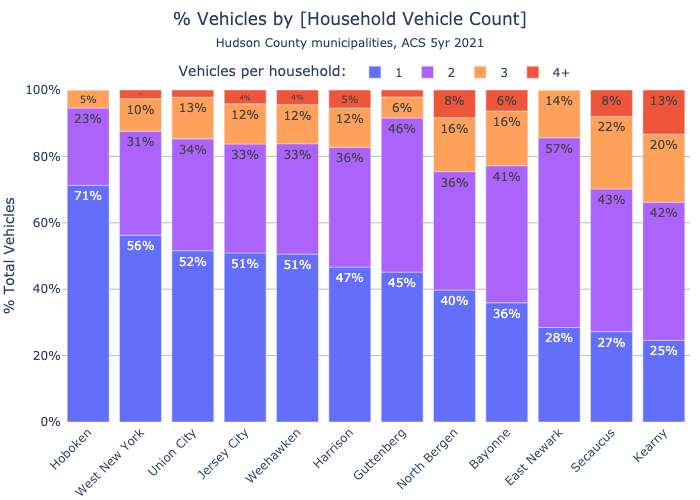 % Vehicles by [Household Vehicle Count]
Hudson County municipalities, ACS 5yr 2021
Vehicles per household: 1 2 3 4+
% Total Vehicles
100%
80%
60%
40%
20%
0%
5% 10% 13% 4% 4% 5% 6% 8% 6% 14% 8% 13%
23% 31% 34% 12% 12% 12% 46% 16% 16% 57% 22% 20%
71% 56% 52% 33% 33% 36% 45% 36% 41% 28% 43% 42%
51% 51% 47% 40% 36% 27% 25%
Hoboken
West New York
Union City
Jersey City
Weehawken
Harrison
Guttenberg
North Bergen
Bayonne
East Newark
Secaucus
Kearny